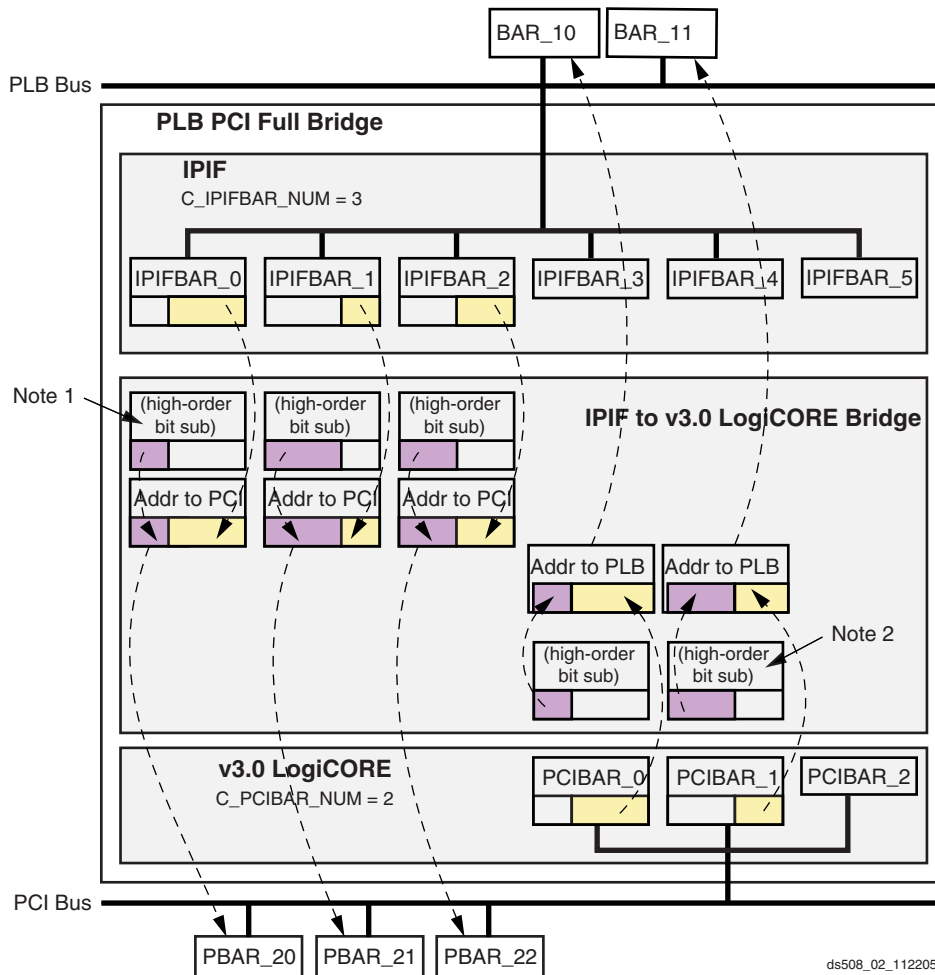 BAR_10
BAR_11
PLB Bus
PLB PCI Full Bridge
IPIF
C_IPIFBAR_NUM = 3
IPIFBAR_0
IPIFBAR_1
IPIFBAR_2
IPIFBAR_3
IPIFBAR_4
IPIFBAR_5
Note 1
(high-order
bit sub)
(high-order
bit sub)
(high-order
bit sub)
IPIF to v3.0 LogiCORE Bridge
Addr to PCI
Addr to PCI
Addr to PCI
Addr to PLB
Addr to PLB
Note 2
(high-order
bit sub)
(high-order
bit sub)
v3.0 LogiCORE
C_PCIBAR_NUM = 2
PCIBAR_0
PCIBAR_1
PCIBAR_2
PCI Bus
PBAR_20
PBAR_21
PBAR_22
ds508_02_112205